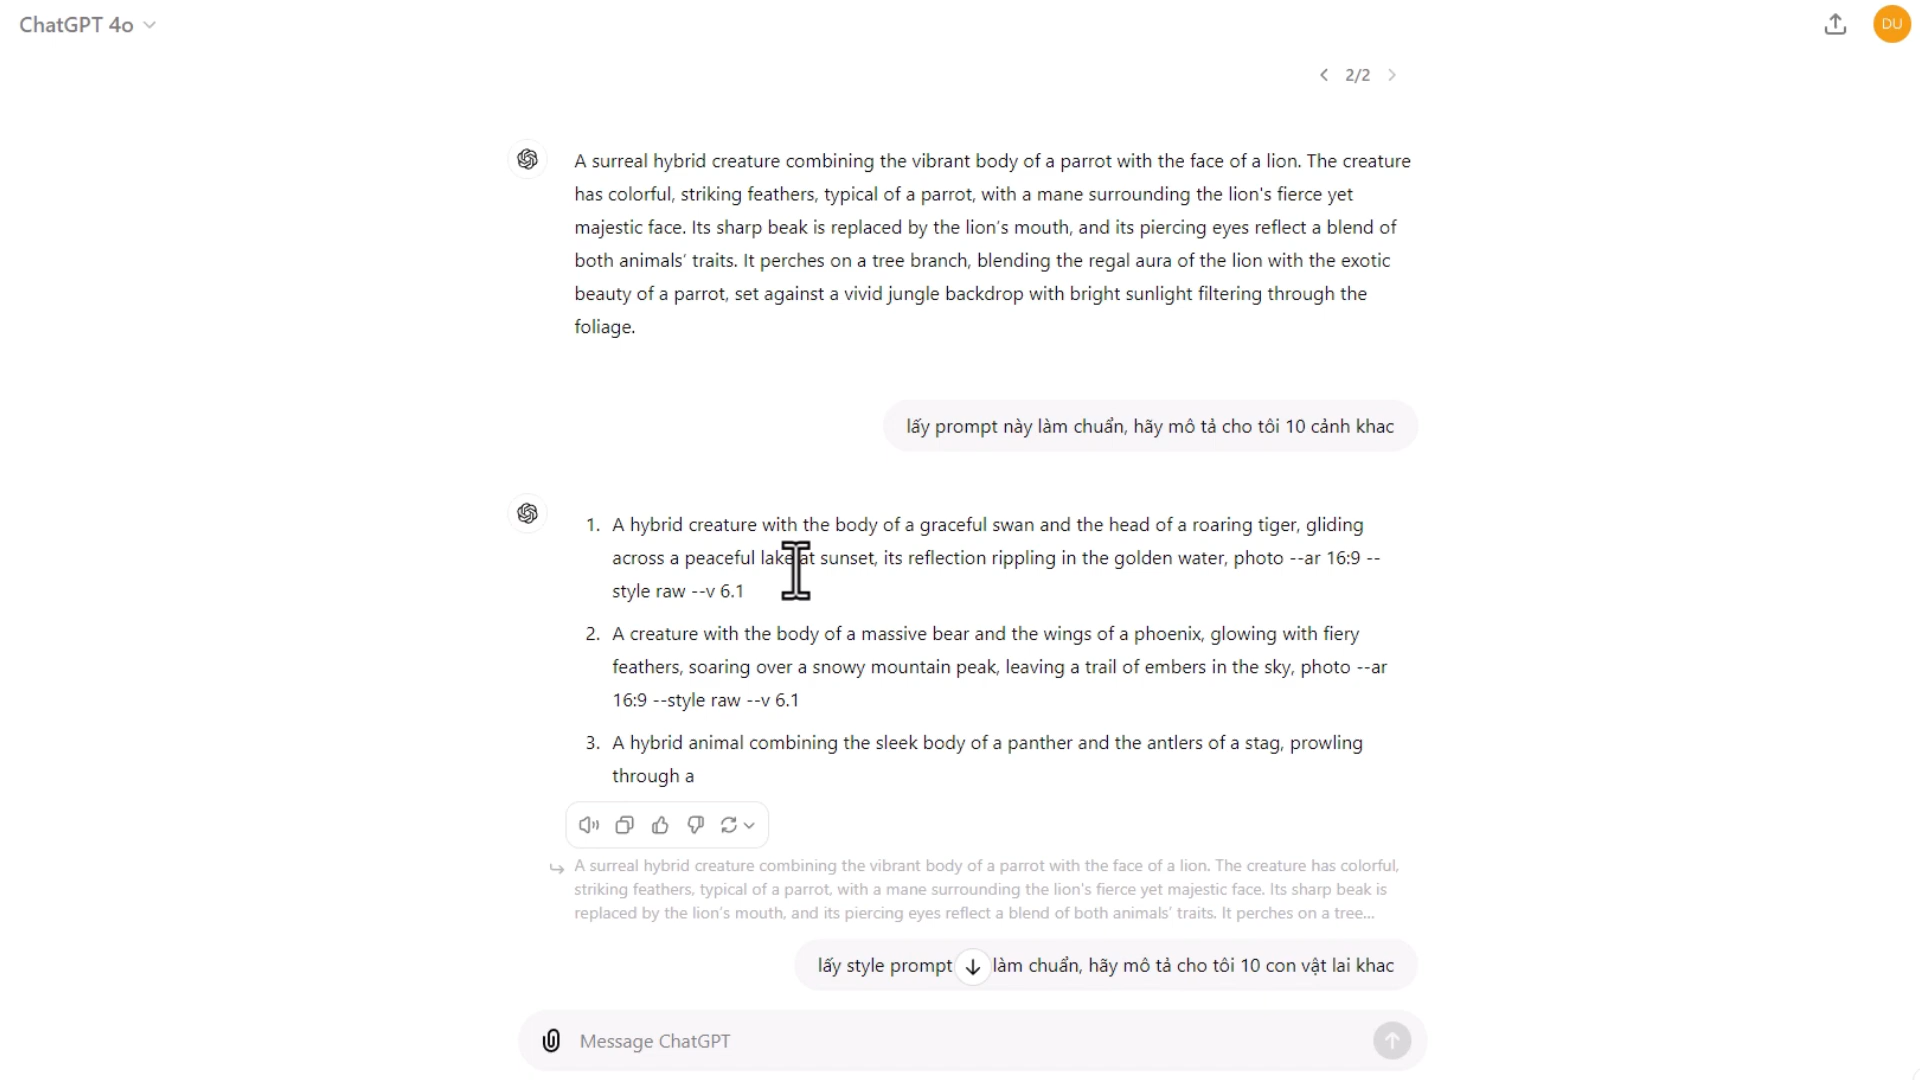 ChatGPT 4o
DU
2/2
A surreal hybrid creature combining the vibrant body of a parrot with the face of a lion. The creature
has colorful, striking feathers, typical of a parrot, with a mane surrounding the lion's fierce yet
majestic face. Its sharp beak is replaced by the lion's mouth, and its piercing eyes reflect a blend of
both animals' traits. It perches on a tree branch, blending the regal aura of the lion with the exotic
beauty of a parrot, set against a vivid jungle backdrop with bright sunlight filtering through the
foliage.
lấy prompt này làm chuẩn, hãy mô tả cho tôi 10 cảnh khac
1. A hybrid creature with the body of a graceful swan and the head of a roaring tiger, gliding
across a peaceful lake at sunset, its reflection rippling in the golden water, photo --ar 16:9 --
style raw --v 6.1
2. A creature with the body of a massive bear and the wings of a phoenix, glowing with fiery
feathers, soaring over a snowy mountain peak, leaving a trail of embers in the sky, photo --ar
16:9 --style raw --v 6.1
3. A hybrid animal combining the sleek body of a panther and the antlers of a stag, prowling
through a
A surreal hybrid creature combining the vibrant body of a parrot with the face of a lion. The creature has colorful,
striking feathers, typical of a parrot, with a mane surrounding the lion's fierce yet majestic face. Its sharp beak is
replaced by the lion's mouth, and its piercing eyes reflect a blend of both animals' traits. It perches on a tree...
lấy style prompt làm chuẩn, hãy mô tả cho tôi 10 con vật lai khac
Message ChatGPT